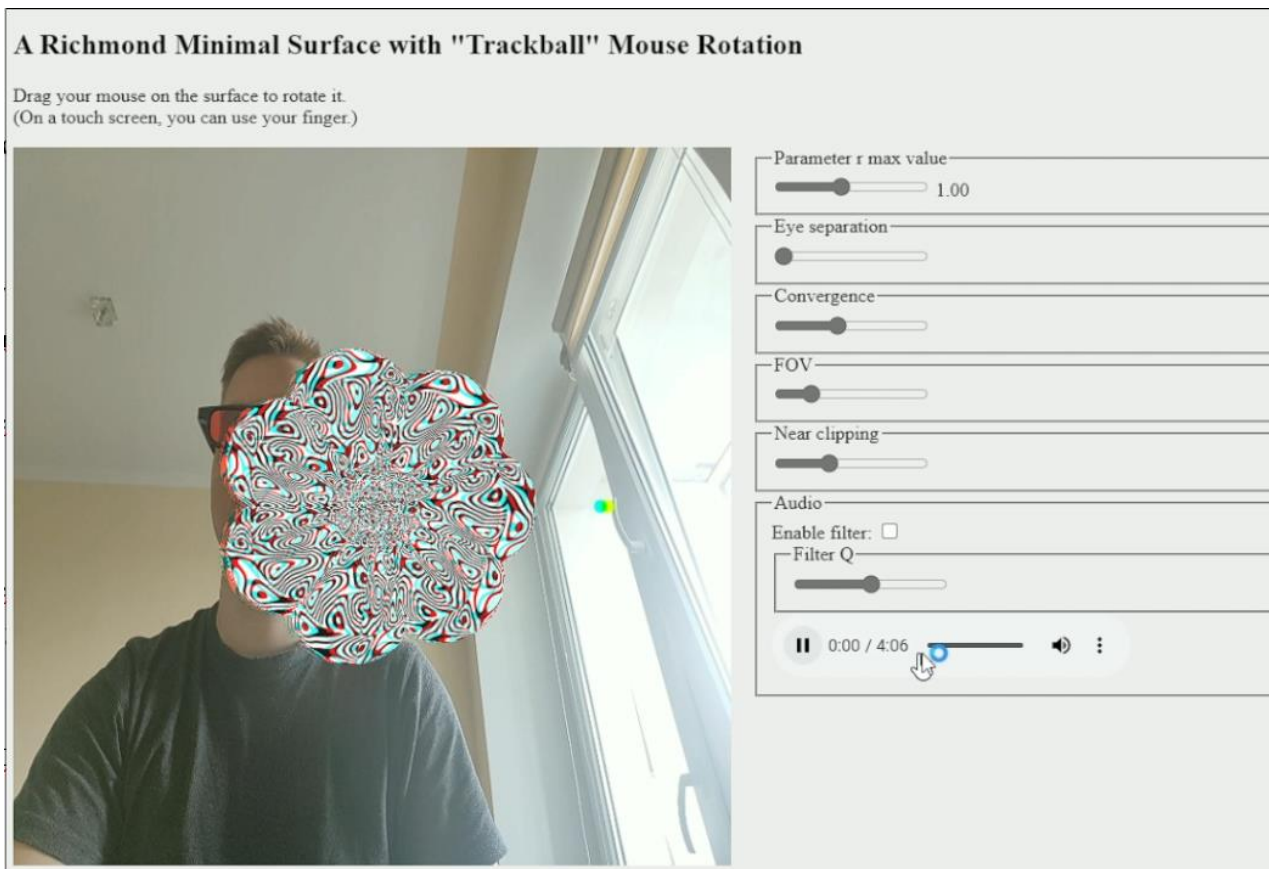 A Richmond Minimal Surface with "Trackball" Mouse Rotation
Drag your mouse on the surface to rotate it.
(On a touch screen, you can use your finger.)
Parameter r max value
1.00
Eye separation
Convergence
FOV
Near clipping
Audio
Enable filter:
Filter Q
0:00 / 4:06